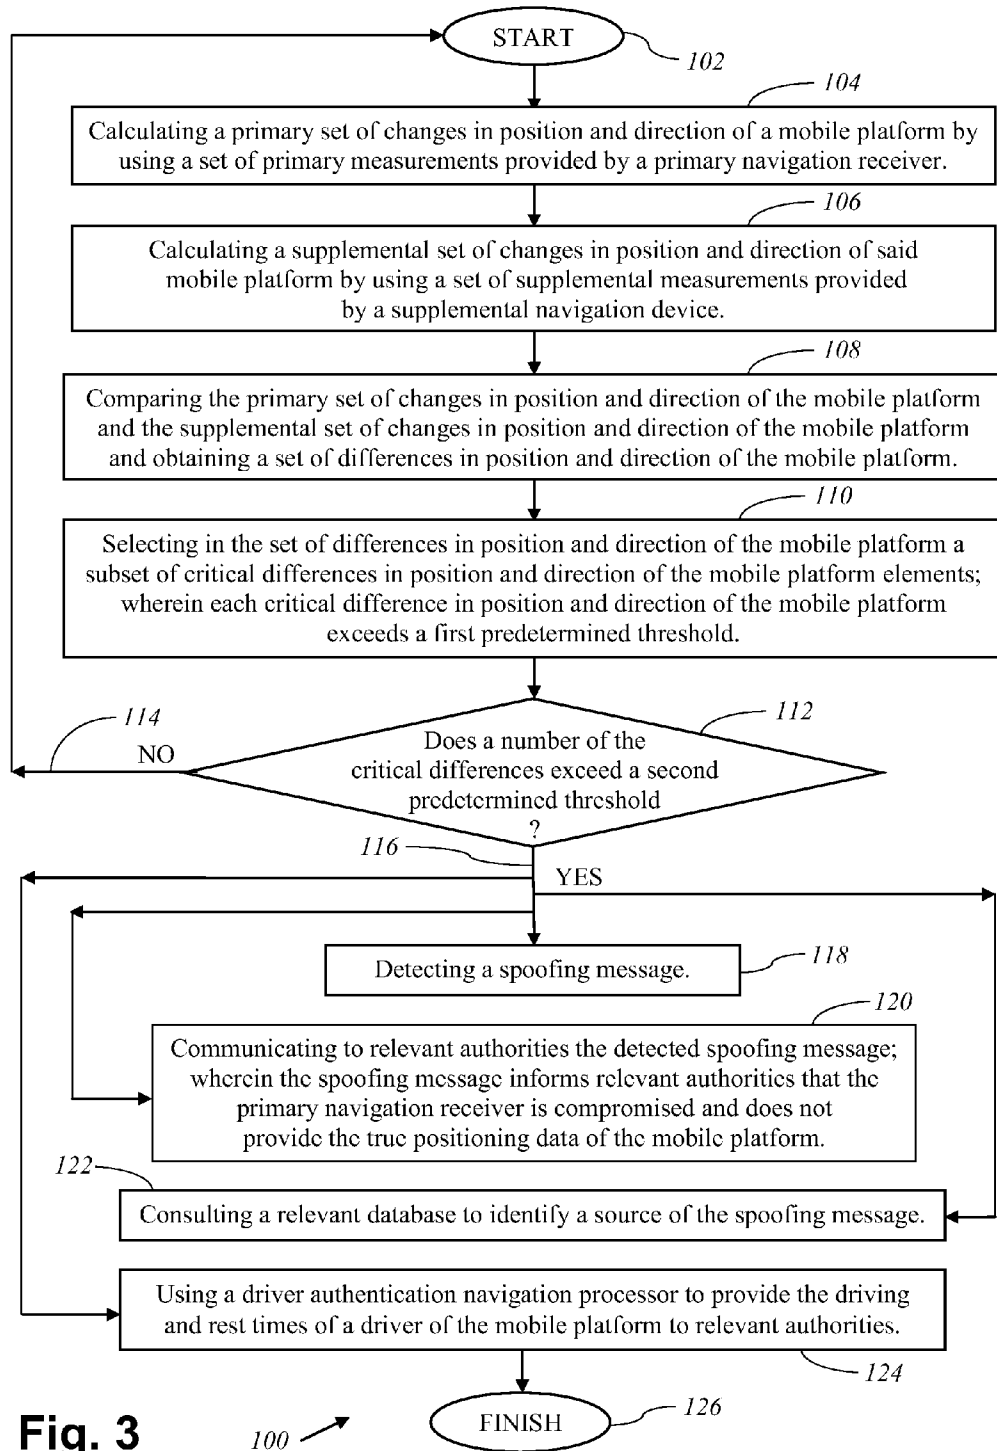 START
102
104
Calculating a primary set of changes in position and direction of a mobile platform by
using a set of primary measurements provided by a primary navigation receiver.
106
Calculating a supplemental set of changes in position and direction of said
mobile platform by using a set of supplemental measurements provided
by a supplemental navigation device.
108
Comparing the primary set of changes in position and direction of the mobile platform
and the supplemental set of changes in position and direction of the mobile platform
and obtaining a set of differences in position and direction of the mobile platform.
110
Selecting in the set of differences in position and direction of the mobile platform a
subset of critical differences in position and direction of the mobile platform elements;
wherein each critical difference in position and direction of the mobile platform
exceeds a first predetermined threshold.
114
112
NO
Does a number of the
critical differences exceed a second
predetermined threshold
?
116
YES
Detecting a spoofing message.
118
120
Communicating to relevant authorities the detected spoofing message;
wherein the spoofing message informs relevant authorities that the
primary navigation receiver is compromised and does not
provide the true positioning data of the mobile platform.
122
Consulting a relevant database to identify a source of the spoofing message.
Using a driver authentication navigation processor to provide the driving
and rest times of a driver of the mobile platform to relevant authorities.
124
FINISH
126
Fig. 3
100